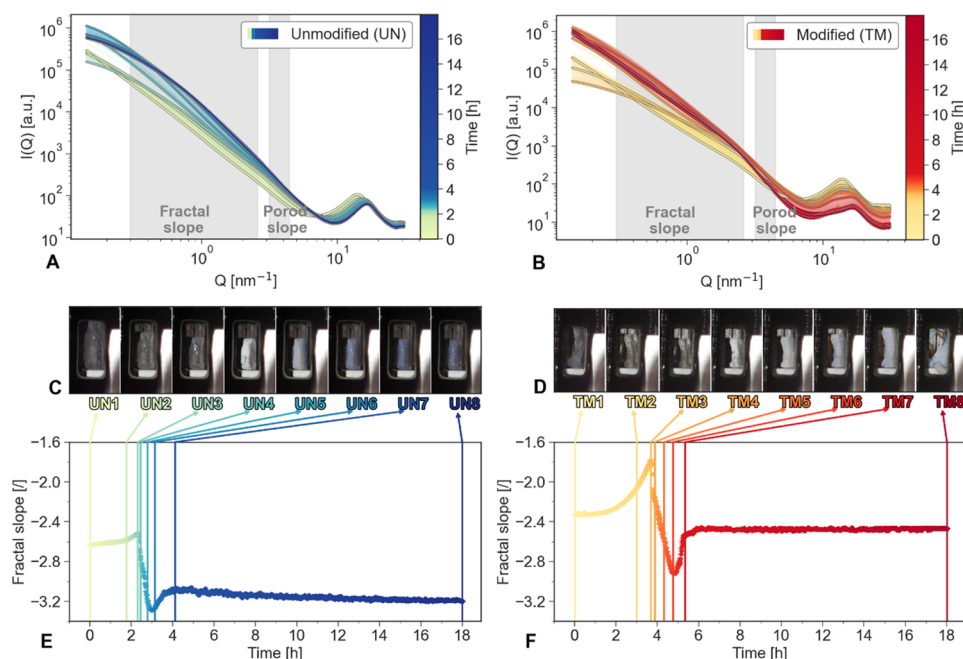 10⁶
10⁵
10⁴
10³
10²
10¹
I(Q) [a.u.]
Unmodified (UN)
Fractal slope
Porod slope
10⁰
10¹
Q [nm⁻¹]
A
16
14
12
10
8
6
4
2
0
Time [h]
10⁶
10⁵
10⁴
10³
10²
10¹
I(Q) [a.u.]
Modified (TM)
Fractal slope
Porod slope
10⁰
10¹
Q [nm⁻¹]
B
16
14
12
10
8
6
4
2
0
Time [h]
C
UN1 UN2 UN3 UN4 UN5 UN6 UN7 UN8
D
TM1 TM2 TM3 TM4 TM5 TM6 TM7 TM8
−1.6
−2.0
−2.4
−2.8
−3.2
Fractal slope [/]
0 2 4 6 8 10 12 14 16 18
Time [h]
E
−1.6
−2.0
−2.4
−2.8
−3.2
Fractal slope [/]
0 2 4 6 8 10 12 14 16 18
Time [h]
F